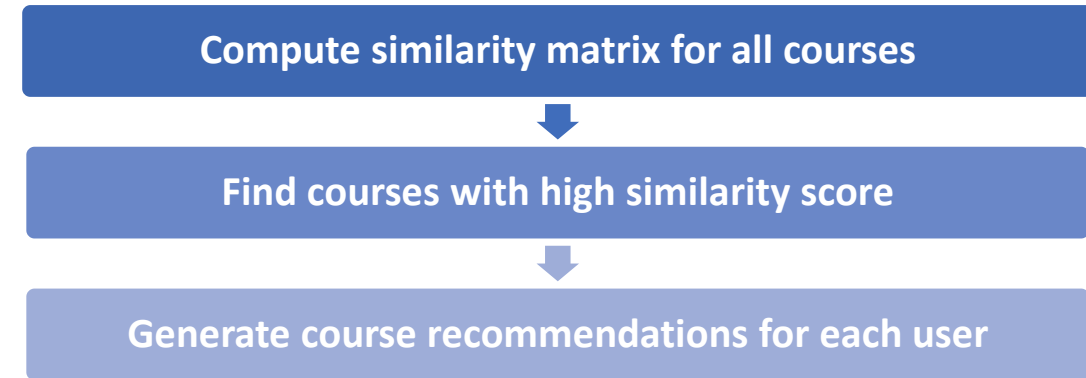 Compute similarity matrix for all courses
Find courses with high similarity score
Generate course recommendations for each user